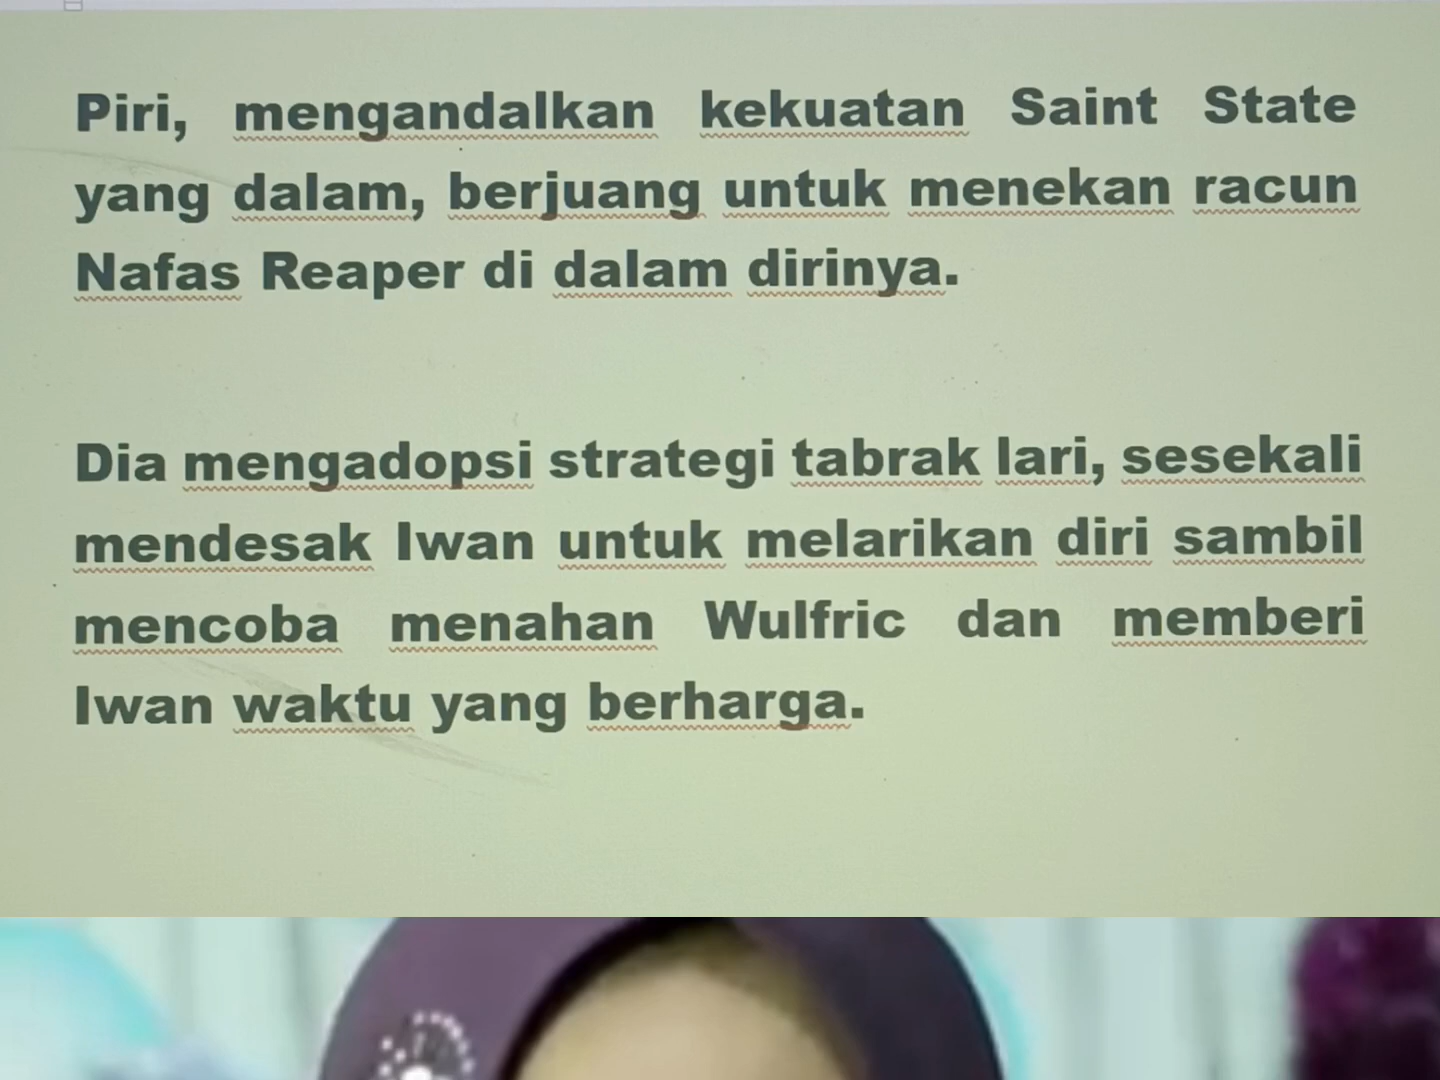 Piri, mengandalkan kekuatan Saint State
yang dalam, berjuang untuk menekan racun
Nafas Reaper di dalam dirinya.
Dia mengadopsi strategi tabrak lari, sesekali
mendesak Iwan untuk melarikan diri sambil
mencoba menahan Wulfric dan memberi
Iwan waktu yang berharga.